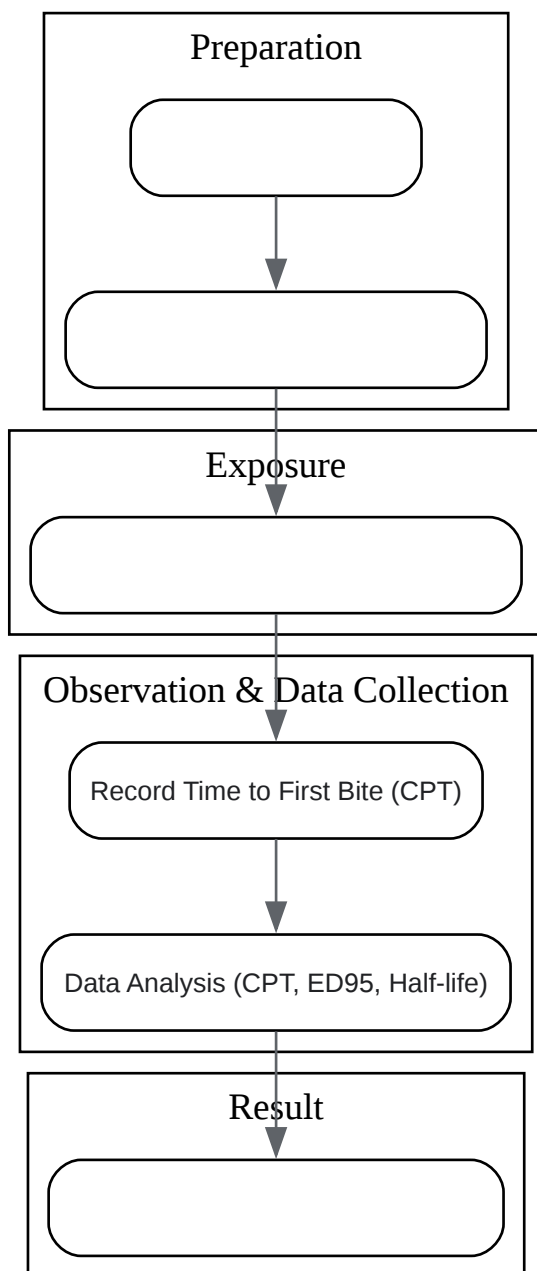 Preparation
Exposure
Observation & Data Collection
Record Time to First Bite (CPT)
Data Analysis (CPT, ED95, Half-life)
Result